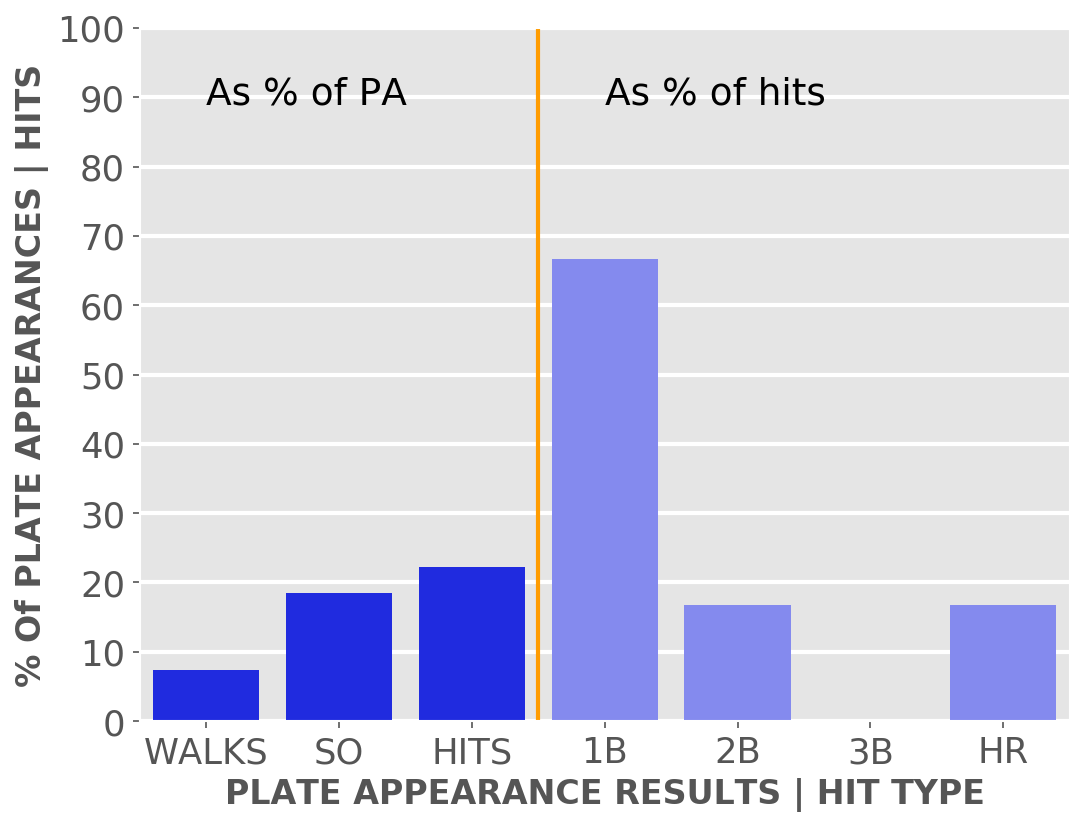 100
90
80
70
60
50
40
30
20
10
0
% Of PLATE APPEARANCES | HITS
As % of PA
As % of hits
WALKS SO HITS 1B 2B 3B HR
PLATE APPEARANCE RESULTS | HIT TYPE